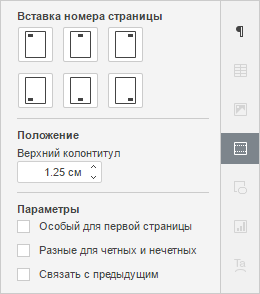 Вставка номера страницы
Положение
Верхний колонтитул
1.25 см
Параметры
Особый для первой страницы
Разные для четных и нечетных
Связать с предыдущим
Ta